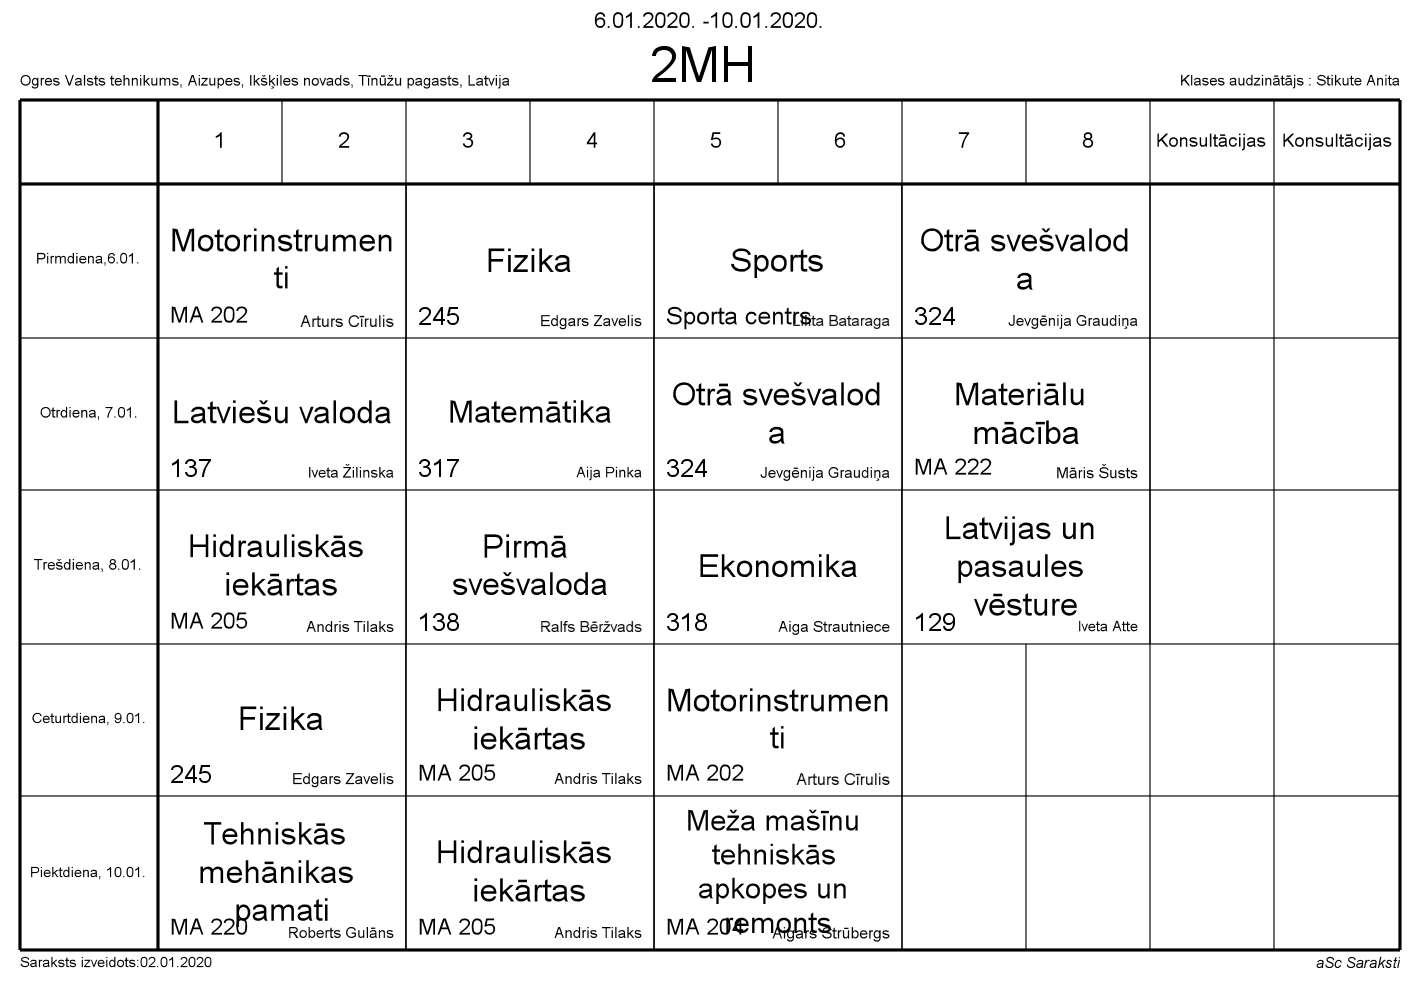 6.01.2020. -10.01.2020.
2MH
Ogres Valsts tehnikums, Aizupes, Ikšķiles novads, Tīnūžu pagasts, Latvija
Klases audzinātājs : Stikute Anita
1 2 3 4 5 6 7 8 Konsultācijas Konsultācijas
Pirmdiena,6.01.
Motorinstrumen
ti
MA 202 Arturs Cīrulis
Fizika
245 Edgars Zavelis
Sports
Sporta centrs Bataraga
Otrā svešvalod
a
324 Jevgēnija Graudiņa
Otrdiena, 7.01.
Latviešu valoda
137 Iveta Žilinska
Matemātika
317 Aija Pinka
Otrā svešvalod
a
324 Jevgēnija Graudiņa
Materiālu
mācība
MA 222 Māris Šusts
Trešdiena, 8.01.
Hidrauliskās
iekārtas
MA 205 Andris Tilaks
Pirmā
svešvaloda
138 Ralfs Bēržvads
Ekonomika
318 Aiga Strautniece
Latvijas un
pasaules
vēsture
129 Iveta Atte
Ceturtdiena, 9.01.
Fizika
245 Edgars Zavelis
Hidrauliskās
iekārtas
MA 205 Andris Tilaks
Motorinstrumen
ti
MA 202 Arturs Cīrulis
Piektdiena, 10.01.
Tehniskās
mehānikas
pamati
MA 220 Roberts Gulāns
Hidrauliskās
iekārtas
MA 205 Andris Tilaks
Meža mašīnu
tehniskās
apkopes un
remonts
MA 204 Aigars Strūbergs
Saraksts izveidots:02.01.2020
aSc Saraksti